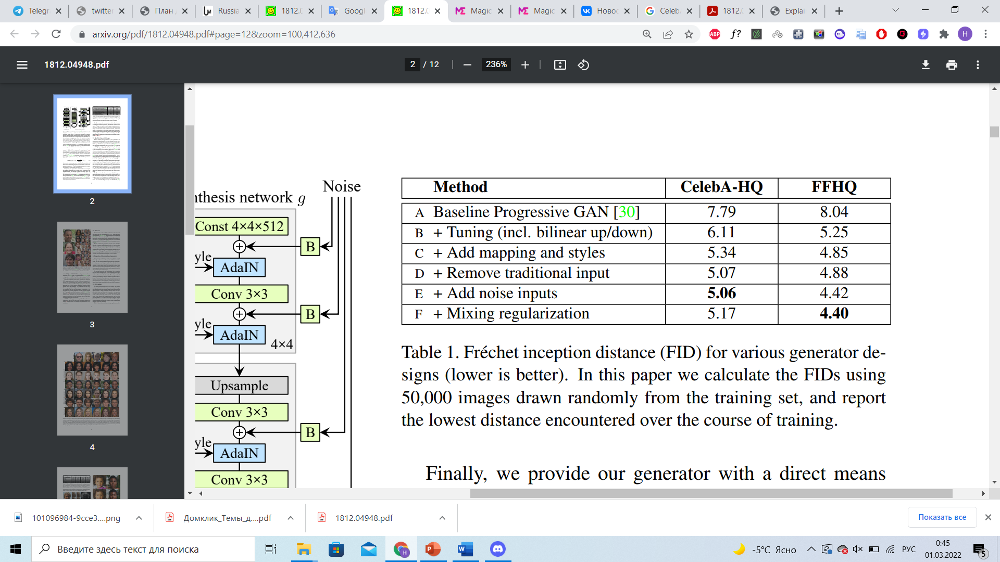 Telegr
twitter
План
Russia
1812.0
Googl
1812.0
Magic
Magic
Новос
Celeb
1812.0
Explai
arxiv.org/pdf/1812.04948.pdf#page=12&zoom=100,412,636
ABP
f?
H
1812.04948.pdf
2 / 12
236%
2
3
4
nthesis network g
Noise
Const 4×4×512
B
yle
AdaIN
Conv 3×3
B
yle
AdaIN
4×4
Upsample
Conv 3×3
B
yle
AdaIN
Conv 3×3
Method CelebA-HQ FFHQ
A Baseline Progressive GAN [30] 7.79 8.04
B + Tuning (incl. bilinear up/down) 6.11 5.25
C + Add mapping and styles 5.34 4.85
D + Remove traditional input 5.07 4.88
E + Add noise inputs 5.06 4.42
F + Mixing regularization 5.17 4.40
Table 1. Fréchet inception distance (FID) for various generator de-
signs (lower is better). In this paper we calculate the FIDs using
50,000 images drawn randomly from the training set, and report
the lowest distance encountered over the course of training.
Finally, we provide our generator with a direct means
101096984-9cce3....png
Домклик_Темы_д....pdf
1812.04948.pdf
Показать все
Введите здесь текст для поиска
-5°C Ясно
РУС
0:45
01.03.2022
5